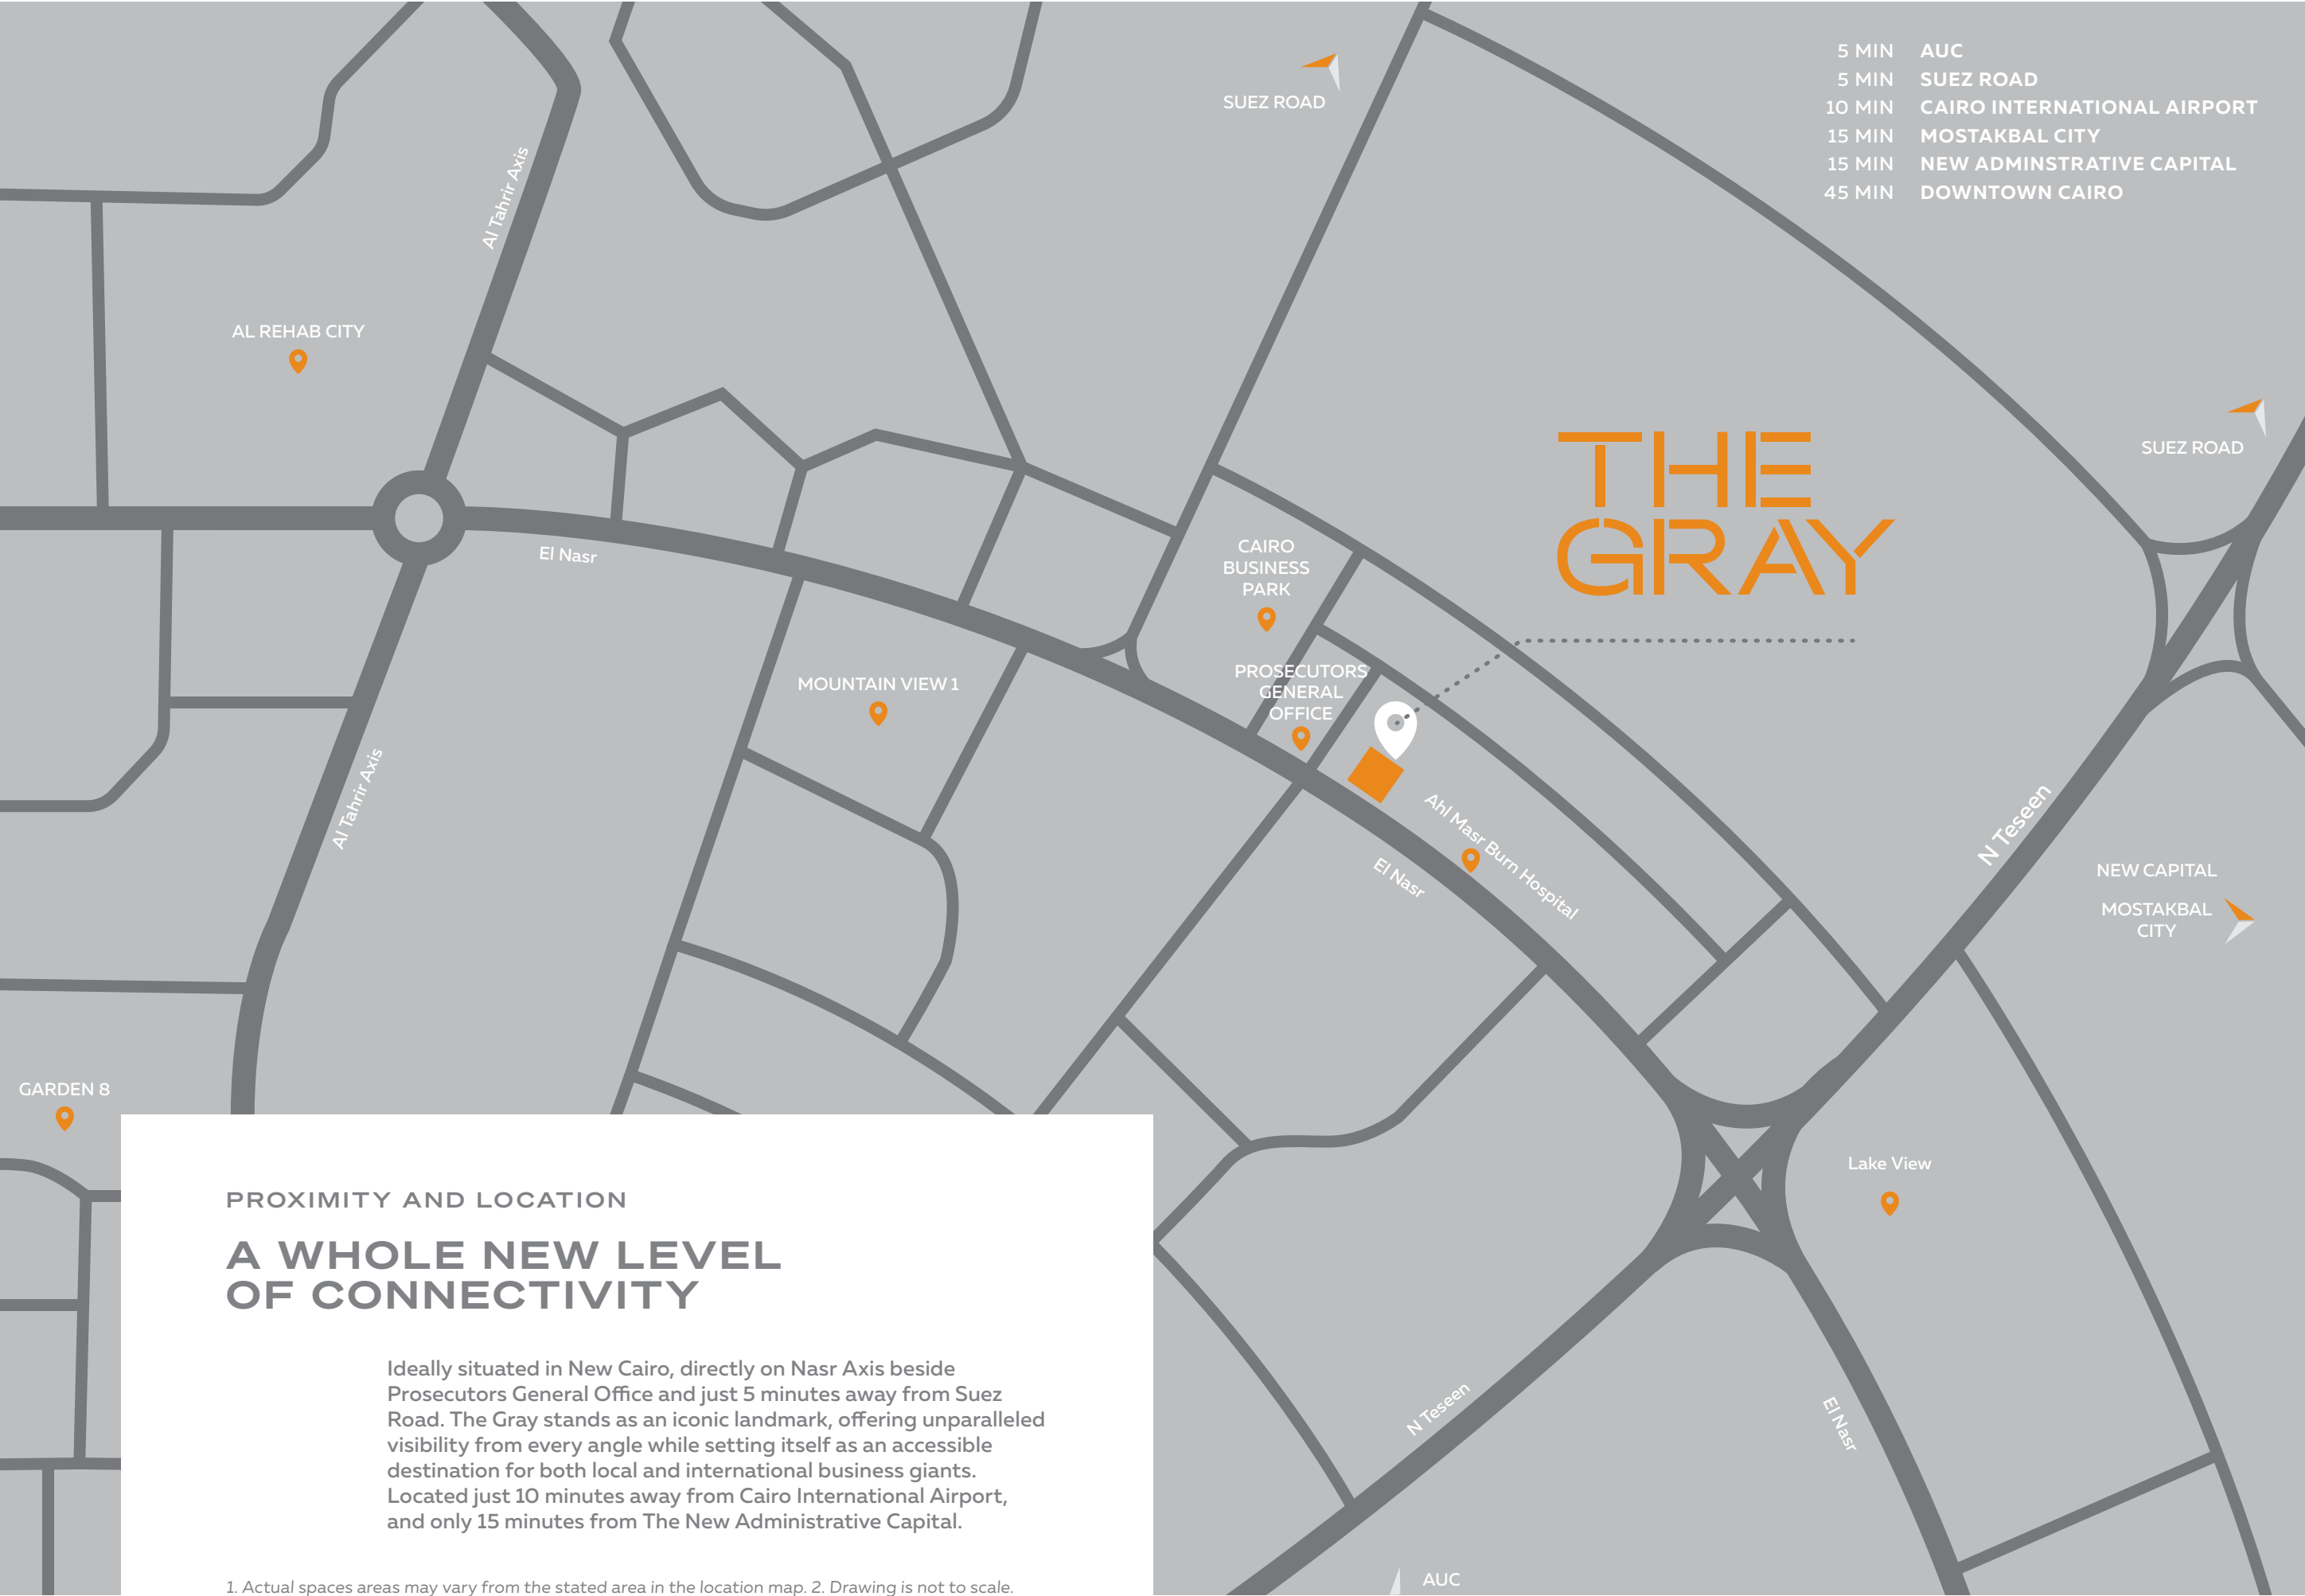 5 MIN AUC
5 MIN SUEZ ROAD
10 MIN CAIRO INTERNATIONAL AIRPORT
15 MIN MOSTAKBAL CITY
15 MIN NEW ADMINSTRATIVE CAPITAL
45 MIN DOWNTOWN CAIRO
SUEZ ROAD
Al Tahrir Axis
AL REHAB CITY
SUEZ ROAD
THE
GRAY
El Nasr
CAIRO
BUSINESS
PARK
PROSECUTORS
GENERAL
OFFICE
MOUNTAIN VIEW 1
Al Tahrir Axis
Ahl Masr Burn Hospital
El Nasr
N Teseen
NEW CAPITAL
MOSTAKBAL
CITY
GARDEN 8
Lake View
N Teseen
El Nasr
AUC
PROXIMITY AND LOCATION
A WHOLE NEW LEVEL
OF CONNECTIVITY
Ideally situated in New Cairo, directly on Nasr Axis beside
Prosecutors General Office and just 5 minutes away from Suez
Road. The Gray stands as an iconic landmark, offering unparalleled
visibility from every angle while setting itself as an accessible
destination for both local and international business giants.
Located just 10 minutes away from Cairo International Airport,
and only 15 minutes from The New Administrative Capital.
1. Actual spaces areas may vary from the stated area in the location map. 2. Drawing is not to scale.